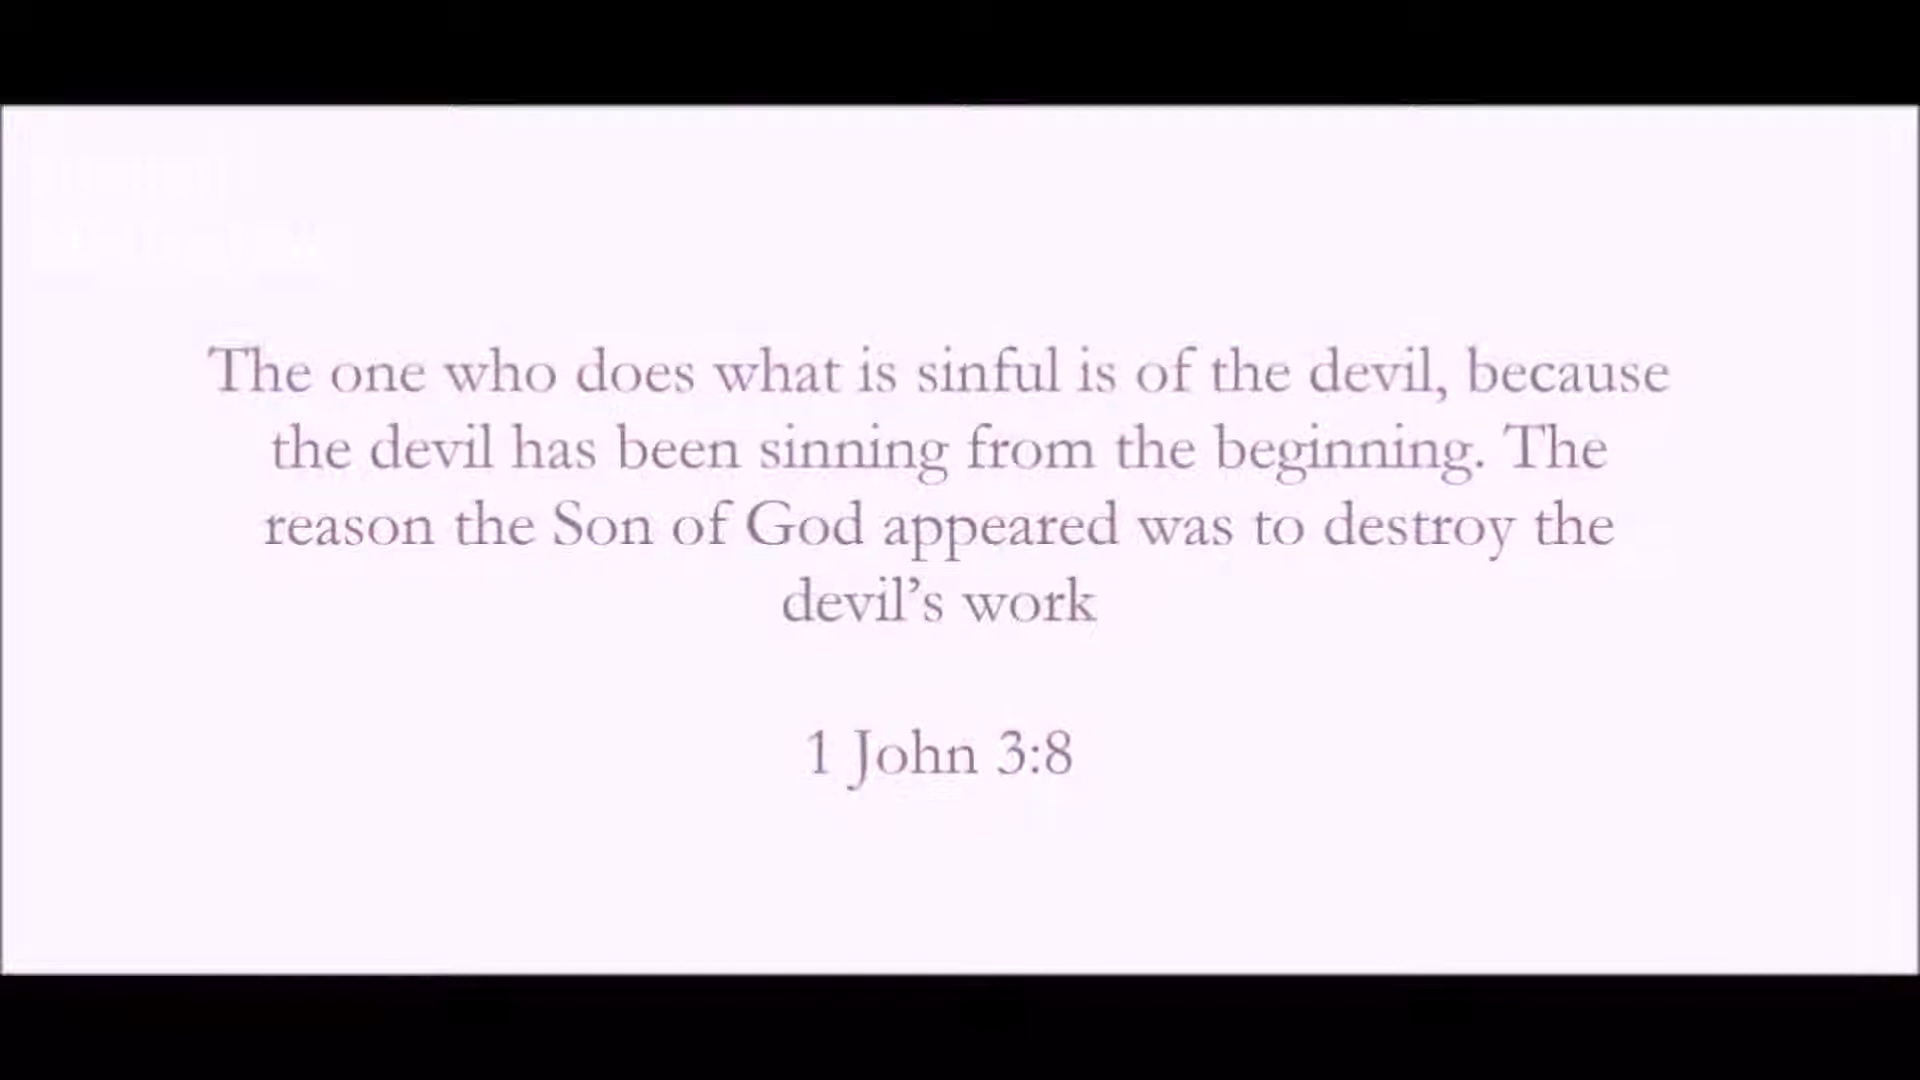 The one who does what is sinful is of the devil, because
the devil has been sinning from the beginning. The
reason the Son of God appeared was to destroy the
devil’s work
1 John 3:8